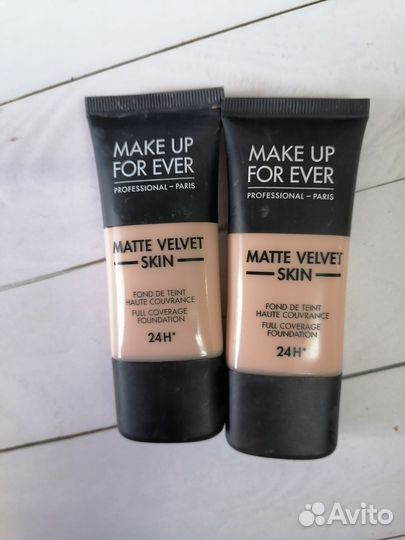 MAKE UP
FOR EVER
PROFESSIONAL – PARIS
MATTE VELVET
SKIN
FOND DE TEINT
HAUTE COUVRANCE
FULL COVERAGE
FOUNDATION
24H*
MAKE UP
FOR EVER
PROFESSIONAL – PARIS
MATTE VELVET
SKIN
FOND DE TEINT
HAUTE COUVRANCE
FULL COVERAGE
FOUNDATION
24H*
Avito